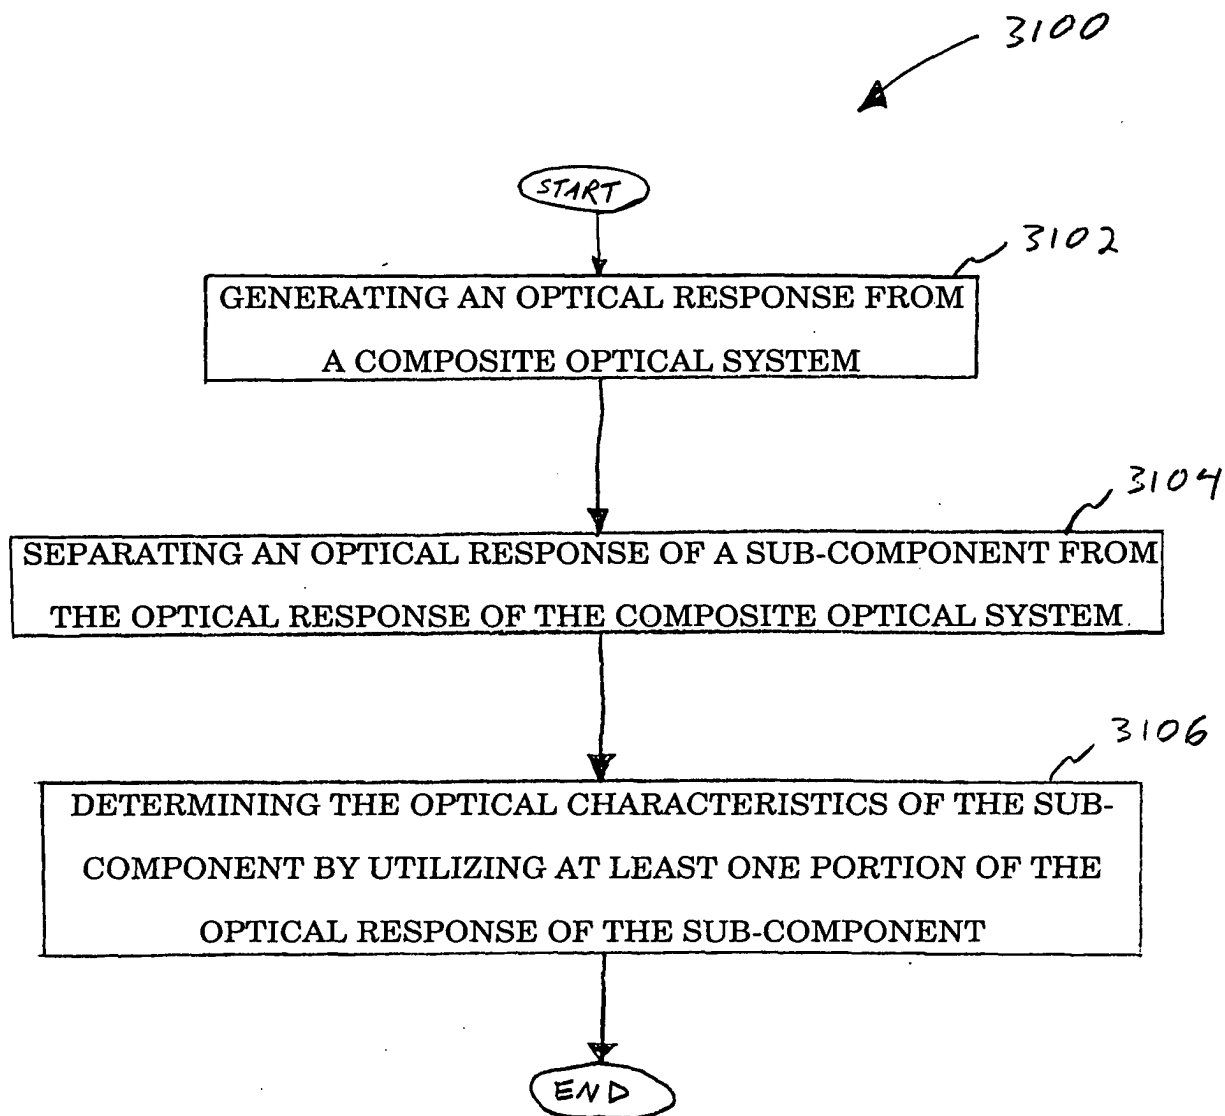 3100
START
3102
GENERATING AN OPTICAL RESPONSE FROM
A COMPOSITE OPTICAL SYSTEM
3104
SEPARATING AN OPTICAL RESPONSE OF A SUB-COMPONENT FROM
THE OPTICAL RESPONSE OF THE COMPOSITE OPTICAL SYSTEM.
3106
DETERMINING THE OPTICAL CHARACTERISTICS OF THE SUB-
COMPONENT BY UTILIZING AT LEAST ONE PORTION OF THE
OPTICAL RESPONSE OF THE SUB-COMPONENT
END